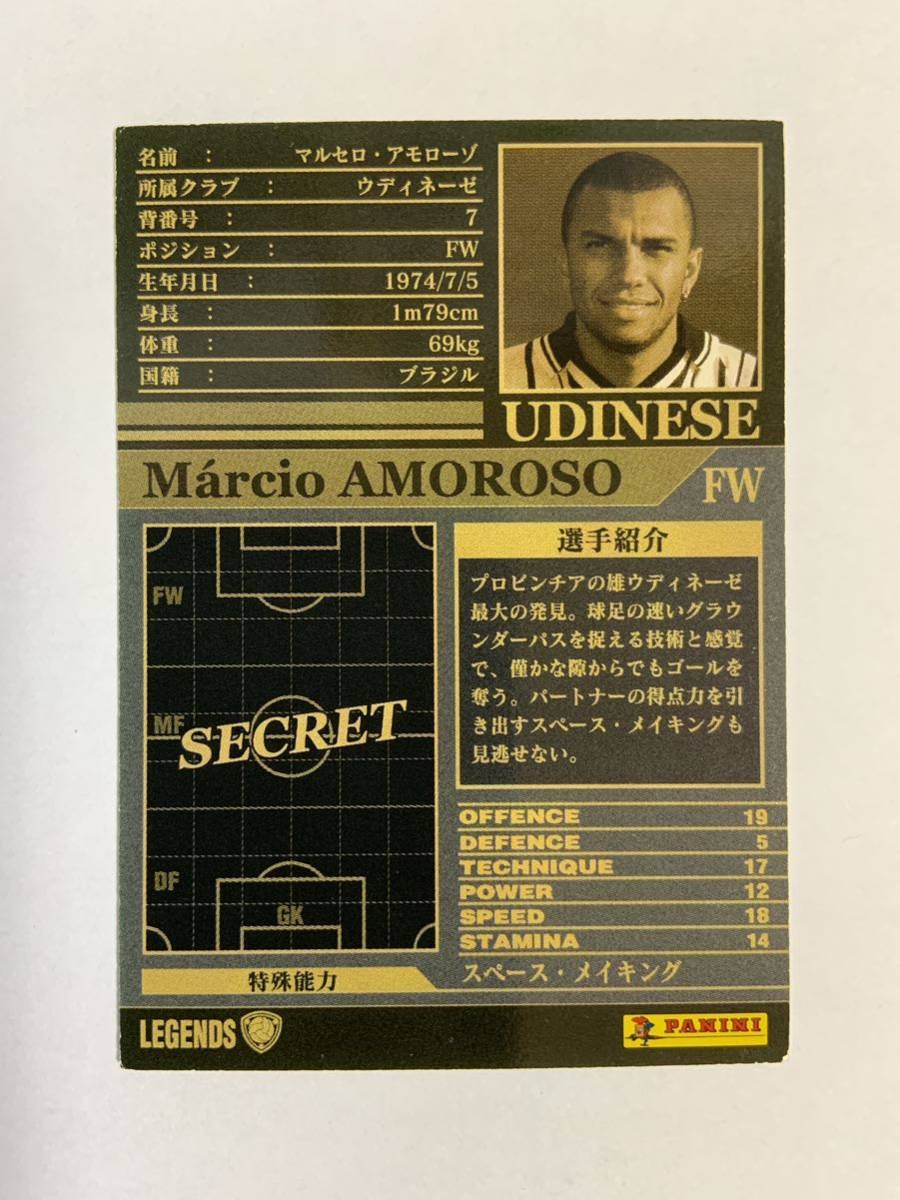 名前 : マルセロ・アモローゾ
所属クラブ : ウディネーゼ
背番号 : 7
ポジション : FW
生年月日 : 1974/7/5
身長 : 1m79cm
体重 : 69kg
国籍 : ブラジル
UDINESE
Márcio AMOROSO FW
FW
MF
SECRET
DF
GK
特殊能力
選手紹介
プロビンチアの雄ウディネーゼ
最大の発見。球足の速いグラウ
ンダーパスを捉える技術と感覚
で、僅かな隙からでもゴールを
奪う。パートナーの得点力を引
き出すスペース・メイキングも
見逃せない。
OFFENCE 19
DEFENCE 5
TECHNIQUE 17
POWER 12
SPEED 18
STAMINA 14
スペース・メイキング
LEGENDS
PANINI